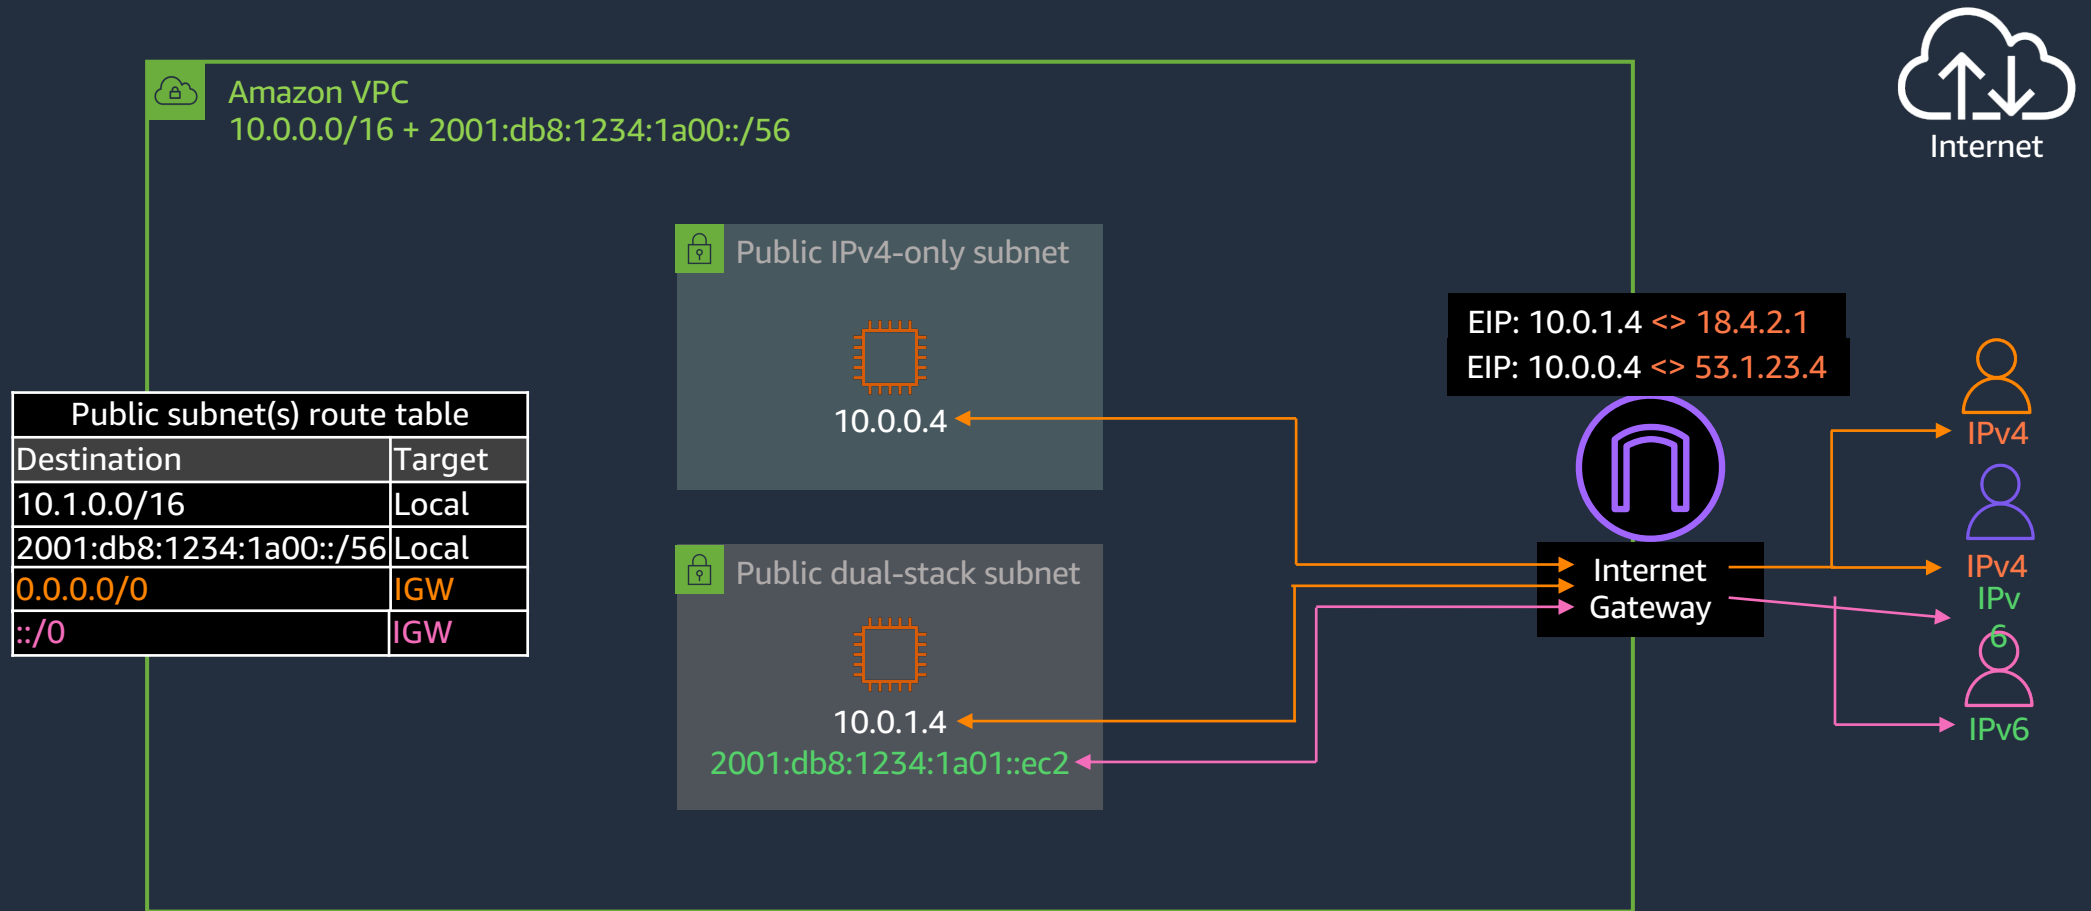 Amazon VPC
10.0.0.0/16 + 2001:db8:1234:1a00::/56
Internet
Public IPv4-only subnet
10.0.0.4
EIP: 10.0.1.4 <> 18.4.2.1
EIP: 10.0.0.4 <> 53.1.23.4
Public subnet(s) route table
Destination Target
10.1.0.0/16 Local
2001:db8:1234:1a00::/56 Local
0.0.0.0/0 IGW
::/0 IGW
Public dual-stack subnet
10.0.1.4
2001:db8:1234:1a01::ec2
Internet
Gateway
IPv4
IPv4
IPv
6
IPv6